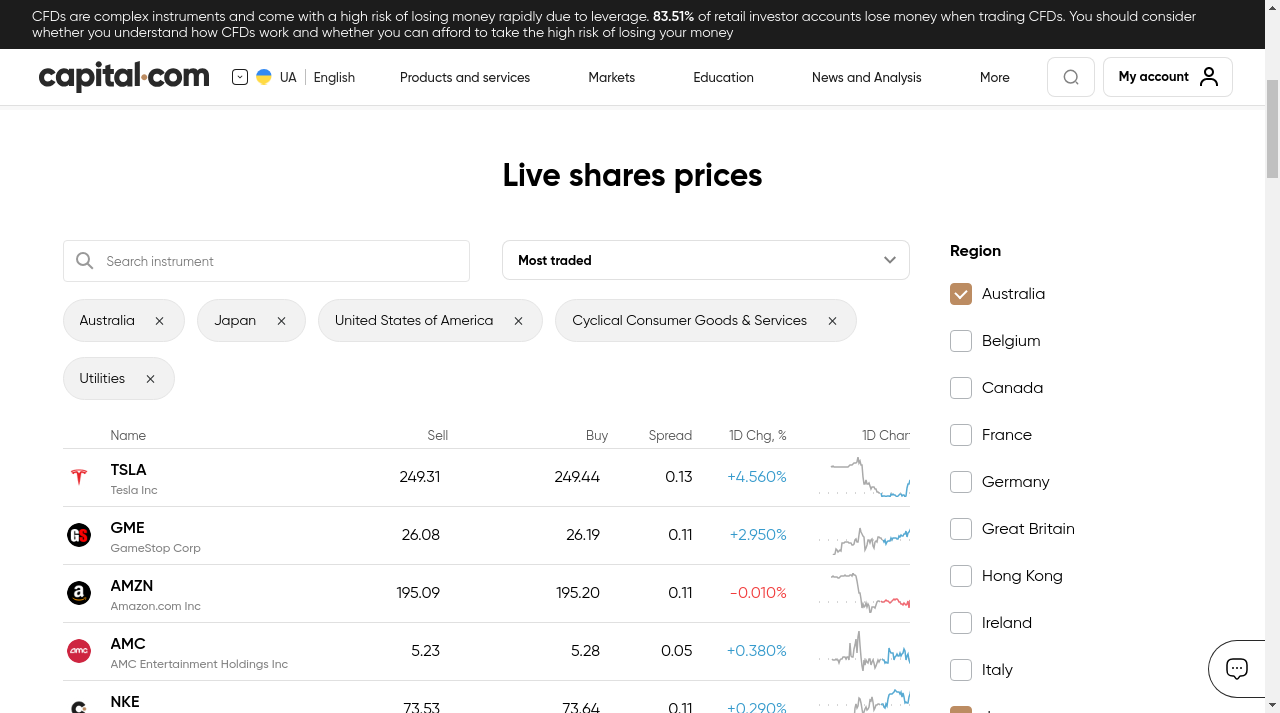 CFDs are complex instruments and come with a high risk of losing money rapidly due to leverage. 83.51% of retail investor accounts lose money when trading CFDs. You should consider
whether you understand how CFDs work and whether you can afford to take the high risk of losing your money
capital.com UA English Products and services Markets Education News and Analysis More My account
Live shares prices
Search instrument Most traded
Region
Australia
Belgium
Canada
France
Germany
Great Britain
Hong Kong
Ireland
Italy
Australia × Japan × United States of America × Cyclical Consumer Goods & Services ×
Utilities ×
Name Sell Buy Spread 1D Chg, % 1D Char
TSLA 249.31 249.44 0.13 +4.560%
Tesla Inc
GME 26.08 26.19 0.11 +2.950%
GameStop Corp
AMZN 195.09 195.20 0.11 -0.010%
Amazon.com Inc
AMC 5.23 5.28 0.05 +0.380%
AMC Entertainment Holdings Inc
NKE 73.53 73.64 0.11 +0.290%